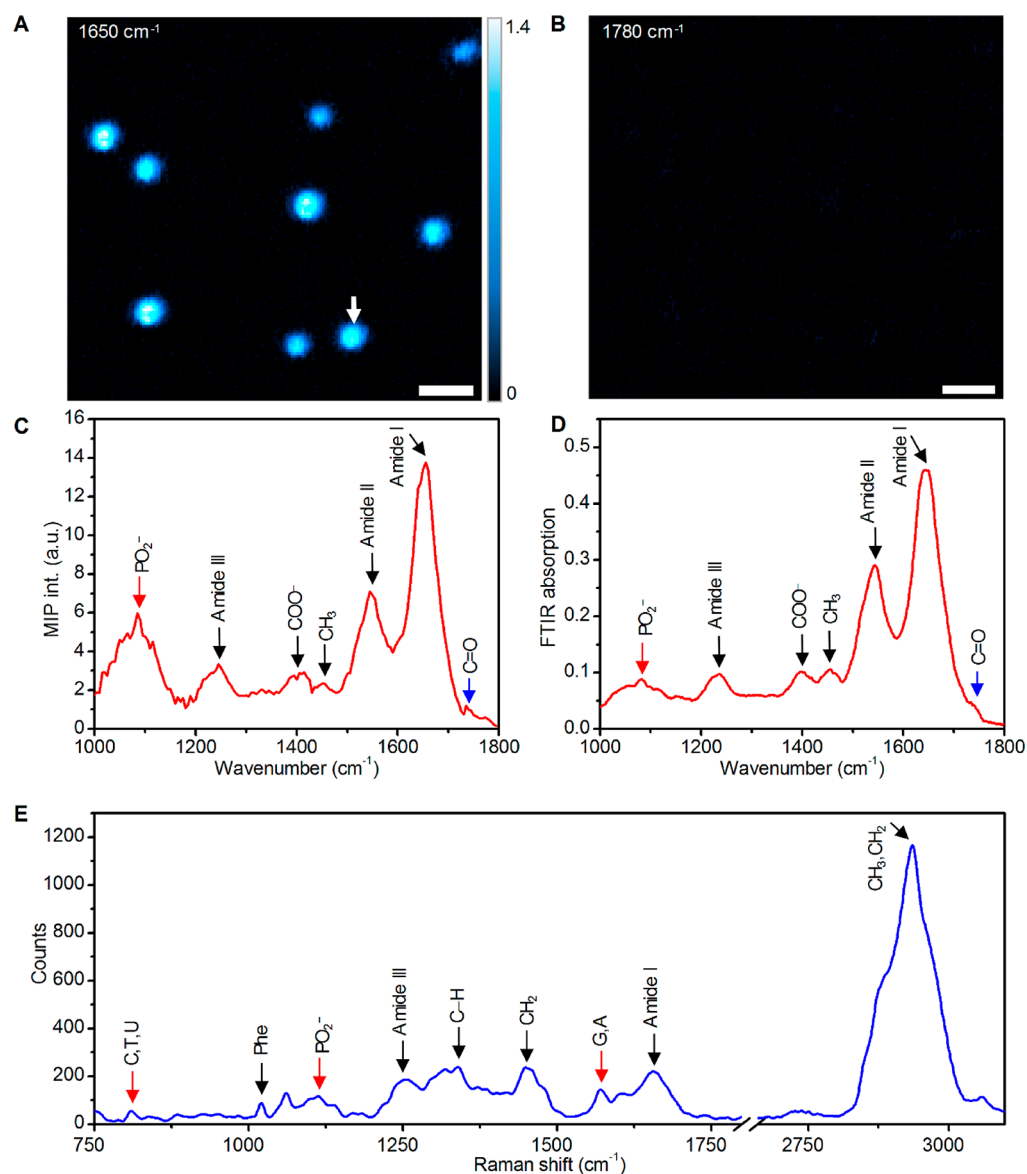 A
1650 cm⁻¹
1.4
0
B
1780 cm⁻¹
C
16
14
12
10
8
6
4
2
0
MIP int. (a.u.)
PO₂⁻
Amide III
COO⁻
CH₃
Amide II
Amide I
C=O
1000 1200 1400 1600 1800
Wavenumber (cm⁻¹)
D
0.5
0.4
0.3
0.2
0.1
0.0
FTIR absorption
PO₂⁻
Amide III
COO⁻
CH₃
Amide II
Amide I
C=O
1000 1200 1400 1600 1800
Wavenumber (cm⁻¹)
E
1200
1000
800
600
400
200
0
Counts
C,T,U
Phe
PO₂⁻
Amide III
C–H
CH₂
G,A
Amide I
CH₃,CH₂
750 1000 1250 1500 1750 2750 3000
Raman shift (cm⁻¹)